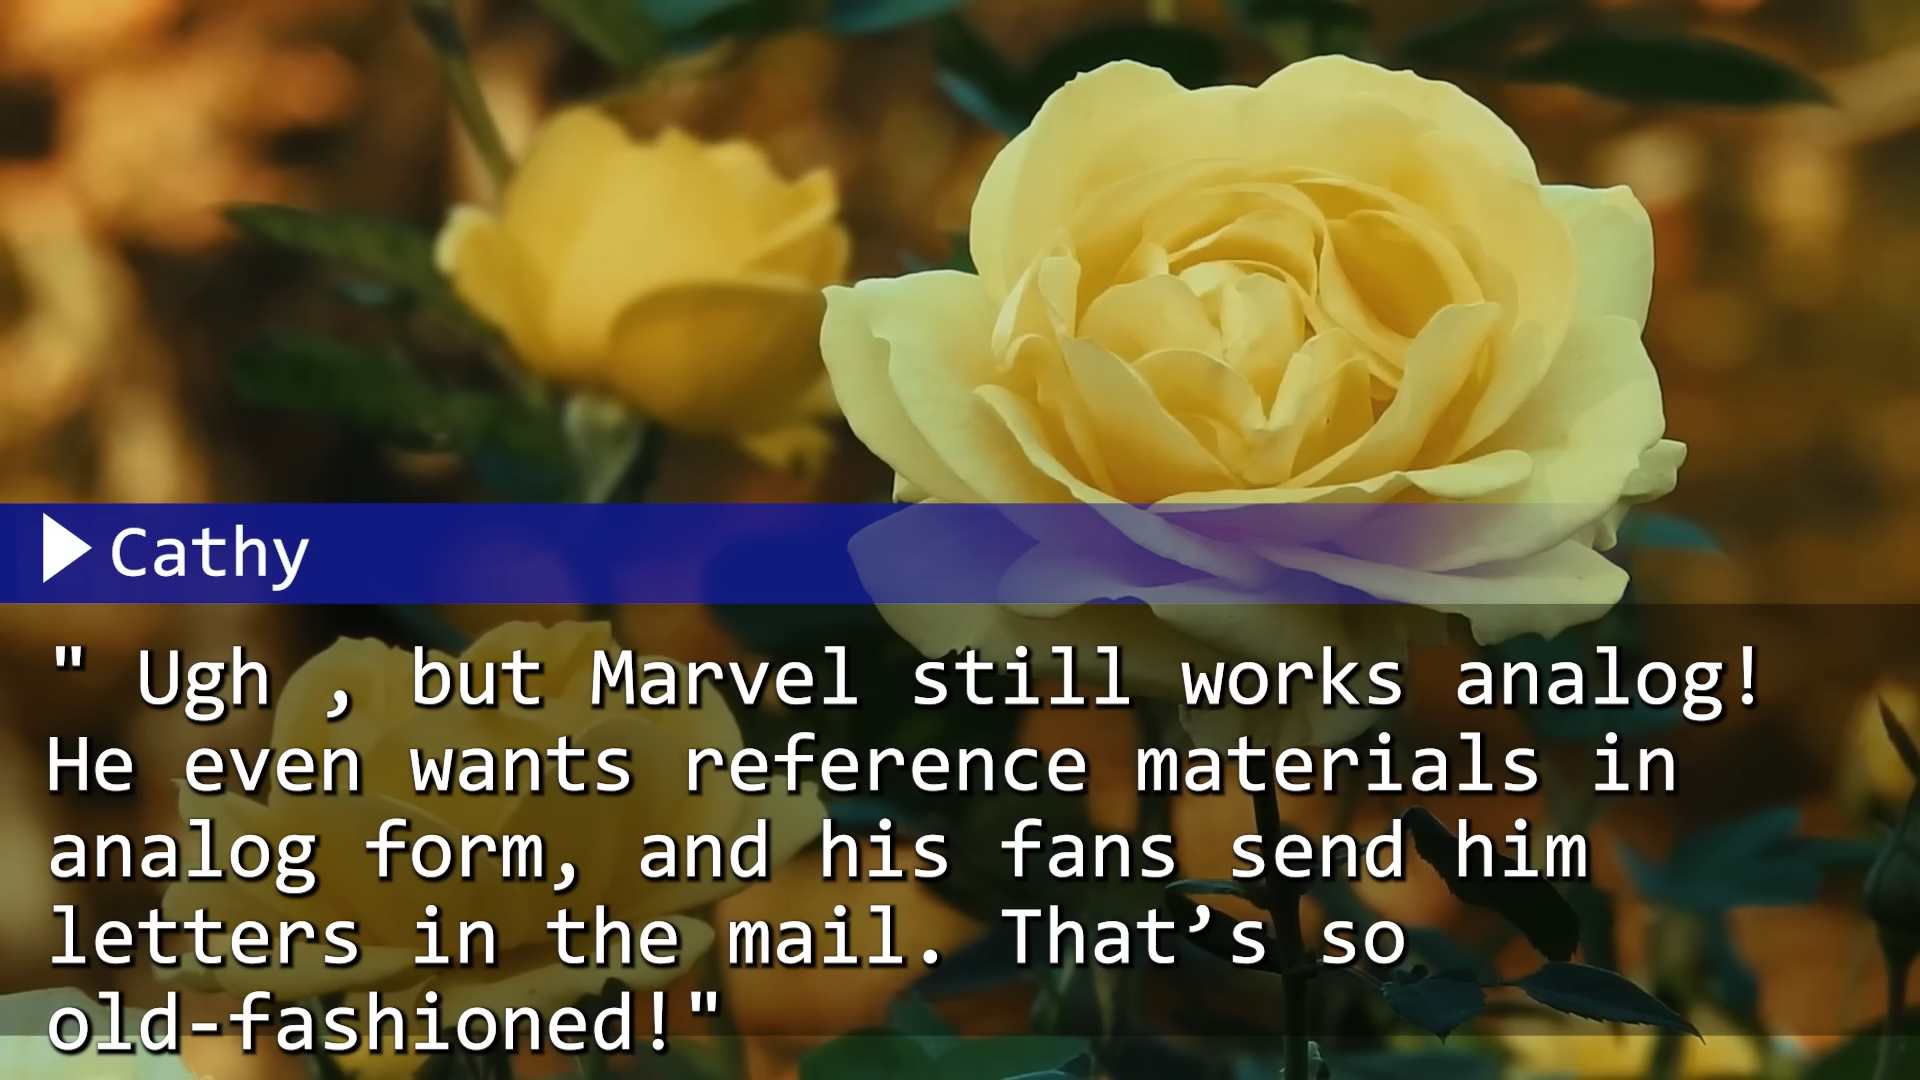 Cathy
" Ugh , but Marvel still works analog!
He even wants reference materials in
analog form, and his fans send him
letters in the mail. That’s so
old-fashioned!"